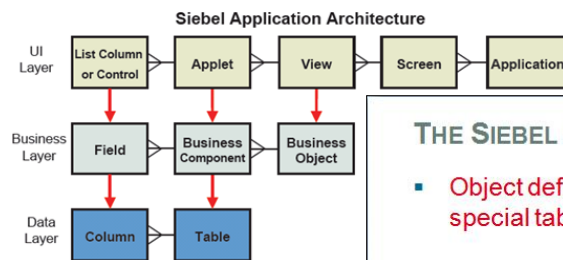 Siebel Application Architecture
UI
Layer
List Column
or Control
Applet
View
Screen
Application
Business
Layer
Field
Business
Component
Business
Object
Data
Layer
Column
Table
THE SIEBEL
▪ Object def
special tab